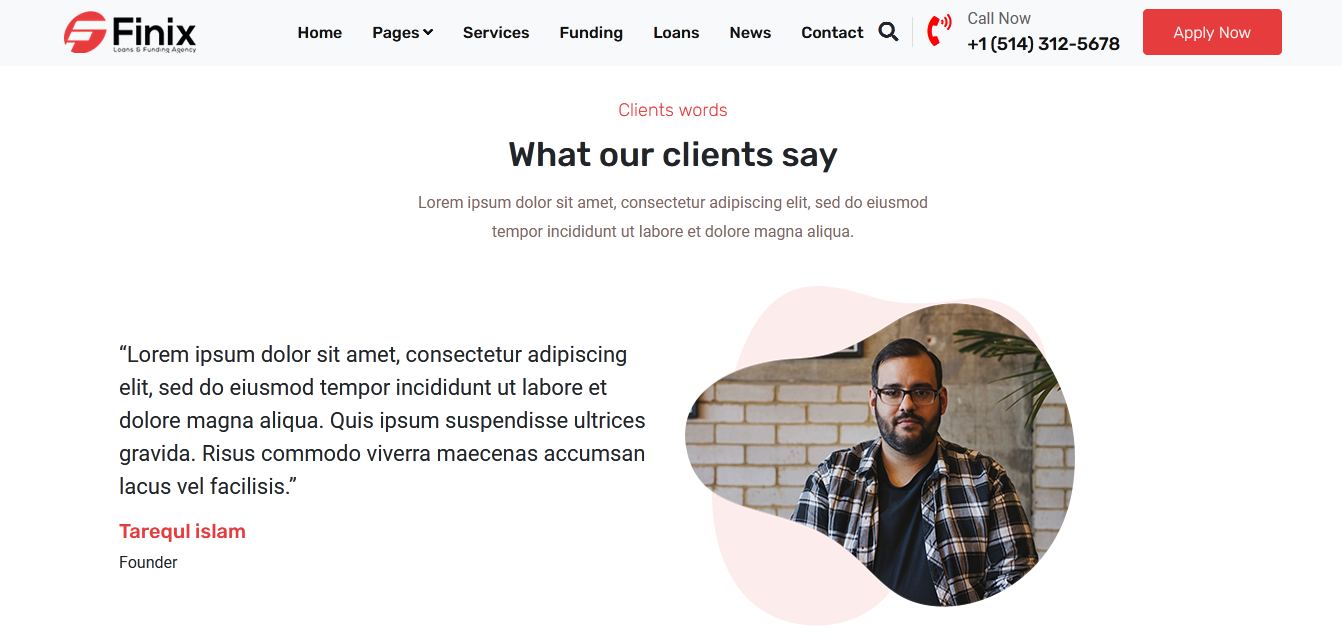 Finix
Loans & Funding Agency
Home
Pages
Services
Funding
Loans
News
Contact
Call Now
+1 (514) 312-5678
Apply Now
Clients words
What our clients say
Lorem ipsum dolor sit amet, consectetur adipiscing elit, sed do eiusmod
tempor incididunt ut labore et dolore magna aliqua.
“Lorem ipsum dolor sit amet, consectetur adipiscing
elit, sed do eiusmod tempor incididunt ut labore et
dolore magna aliqua. Quis ipsum suspendisse ultrices
gravida. Risus commodo viverra maecenas accumsan
lacus vel facilisis.”
Tarequl islam
Founder